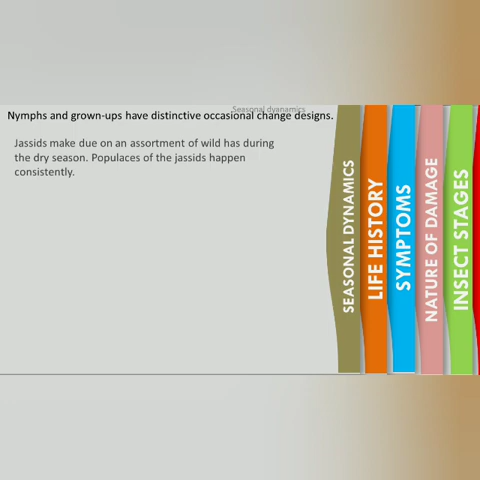 Seasonal dyanamics
Nymphs and grown-ups have distinctive occasional change designs.
Jassids make due on an assortment of wild has during
the dry season. Populaces of the jassids happen
consistently.
SEASONAL DYNAMICS
LIFE HISTORY
SYMPTOMS
NATURE OF DAMAGE
INSECT STAGES